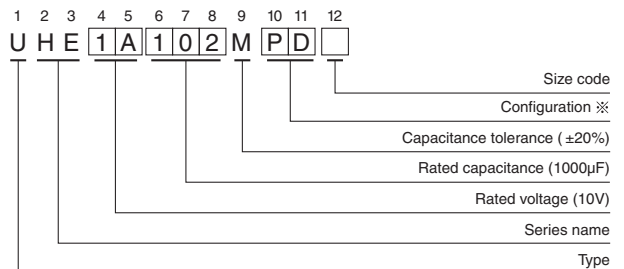 1 2 3 4 5 6 7 8 9 10 11 12
U H E 1 A 1 0 2 M P D
Size code
Configuration ※
Capacitance tolerance ( ±20%)
Rated capacitance (1000µF)
Rated voltage (10V)
Series name
Type